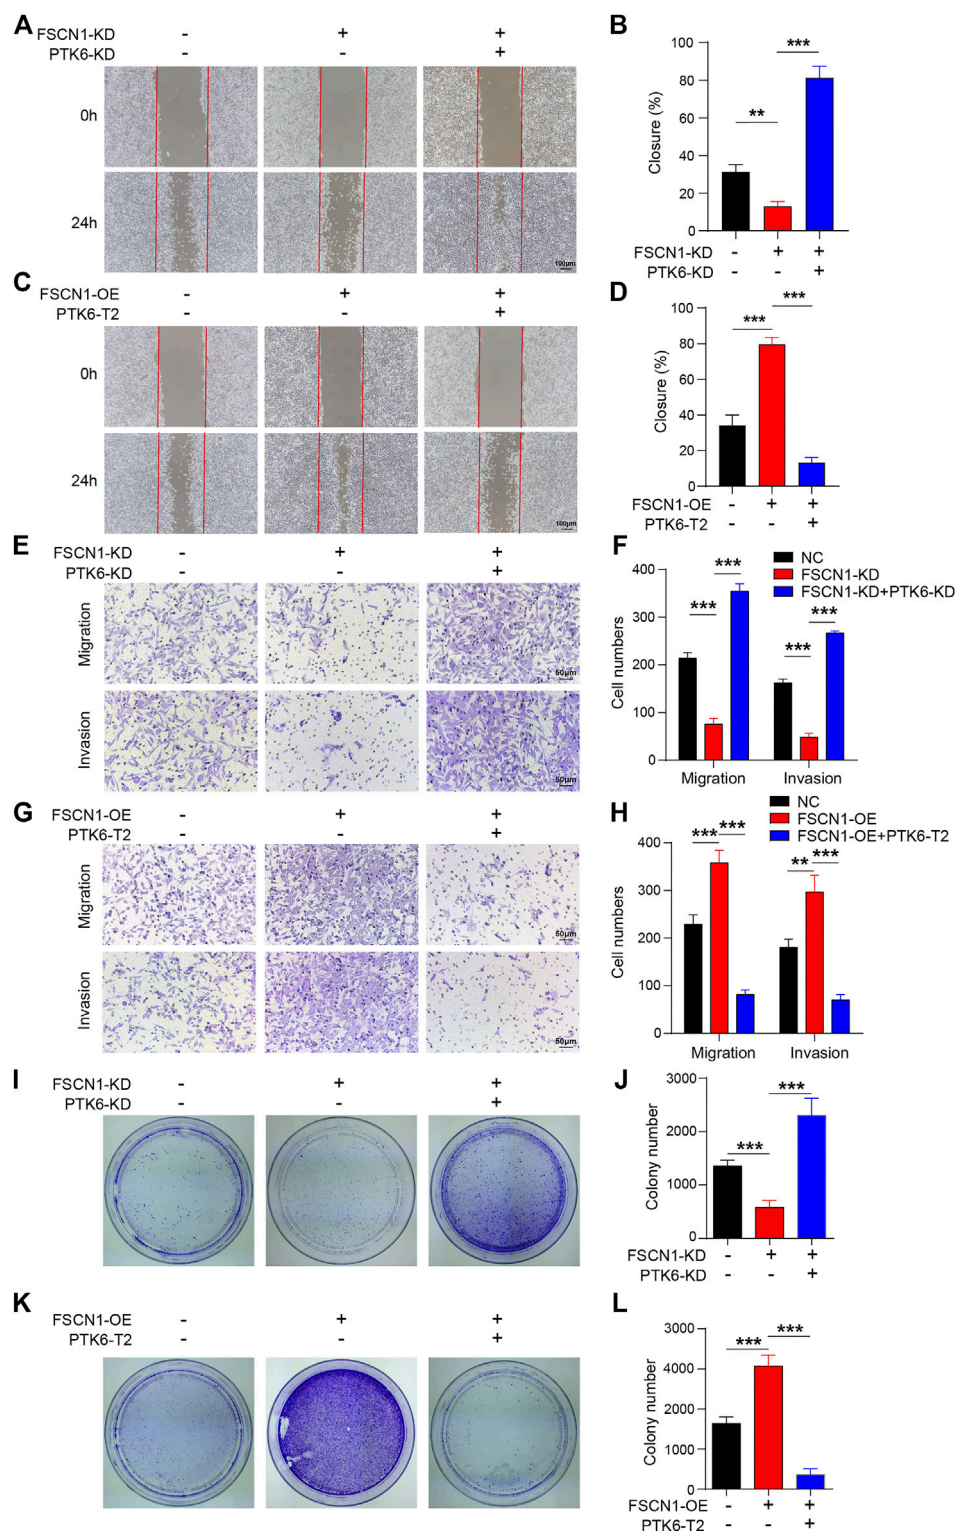 A
FSCN1-KD - + +
PTK6-KD - - +
0h
24h
100μm
B
Closure (%)
100
80
60
40
20
0
** ***
FSCN1-KD - + +
PTK6-KD - - +
C
FSCN1-OE - + +
PTK6-T2 - - +
0h
24h
100μm
D
Closure (%)
100
80
60
40
20
0
*** ***
FSCN1-OE - + +
PTK6-T2 - - +
E
FSCN1-KD - + +
PTK6-KD - - +
Migration
50μm
Invasion
50μm
F
NC
FSCN1-KD
FSCN1-KD+PTK6-KD
Cell numbers
400
300
200
100
0
*** *** *** ***
Migration Invasion
G
FSCN1-OE - + +
PTK6-T2 - - +
Migration
50μm
Invasion
50μm
H
NC
FSCN1-OE
FSCN1-OE+PTK6-T2
Cell numbers
400
300
200
100
0
*** *** ** ***
Migration Invasion
I
FSCN1-KD - + +
PTK6-KD - - +
J
Colony number
3000
2000
1000
0
*** ***
FSCN1-KD - + +
PTK6-KD - - +
K
FSCN1-OE - + +
PTK6-T2 - - +
L
Colony number
3000
4000
2000
1000
0
*** ***
FSCN1-OE - + +
PTK6-T2 - - +